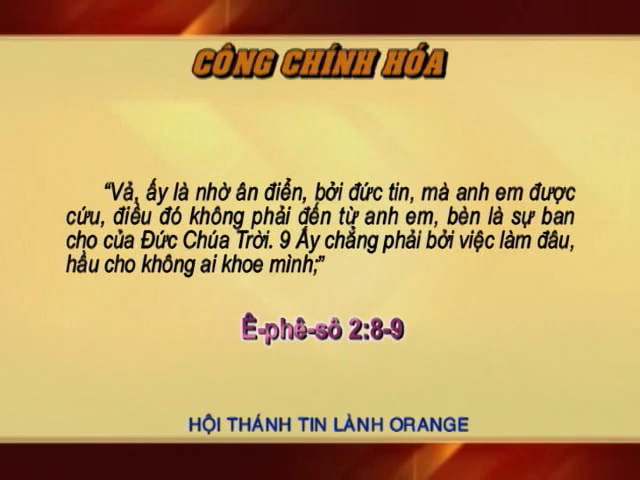 CÔNG CHÍNH HÓA
“Vả, ấy là nhờ ân điển, bởi đức tin, mà anh em được
cứu, điều đó không phải đến từ anh em, bèn là sự ban
cho của Đức Chúa Trời. 9 Ấy chẳng phải bởi việc làm đâu,
hầu cho không ai khoe mình;”
Ê-phê-sô 2:8-9
HỘI THÁNH TIN LÀNH ORANGE